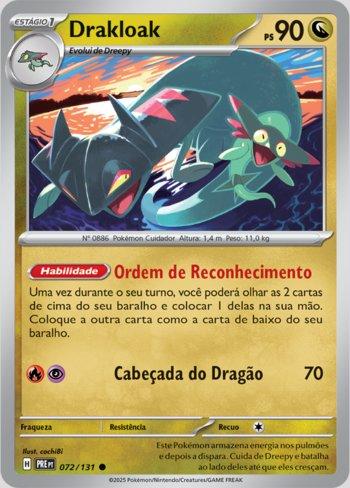 ESTÁGIO 1
Drakloak
PS 90
Evolui de Dreepy
Nº 0886 Pokémon Cuidador Altura: 1,4 m Peso: 11,0 kg
Habilidade Ordem de Reconhecimento
Uma vez durante o seu turno, você poderá olhar as 2 cartas
de cima do seu baralho e colocar 1 delas na sua mão.
Coloque a outra carta como a carta de baixo do seu
baralho.
Cabeçada do Dragão 70
Fraqueza Resistência Recuo
Ilust. cochi8i
H PRE PT 072/131
Este Pokémon armazena energia nos músculos
durante o dia e a dispara. Cuida de Dreepy e batalha
ao lado deles até que eles cresçam.
©2025 Pokémon/Nintendo/Creatures/GAME FREAK